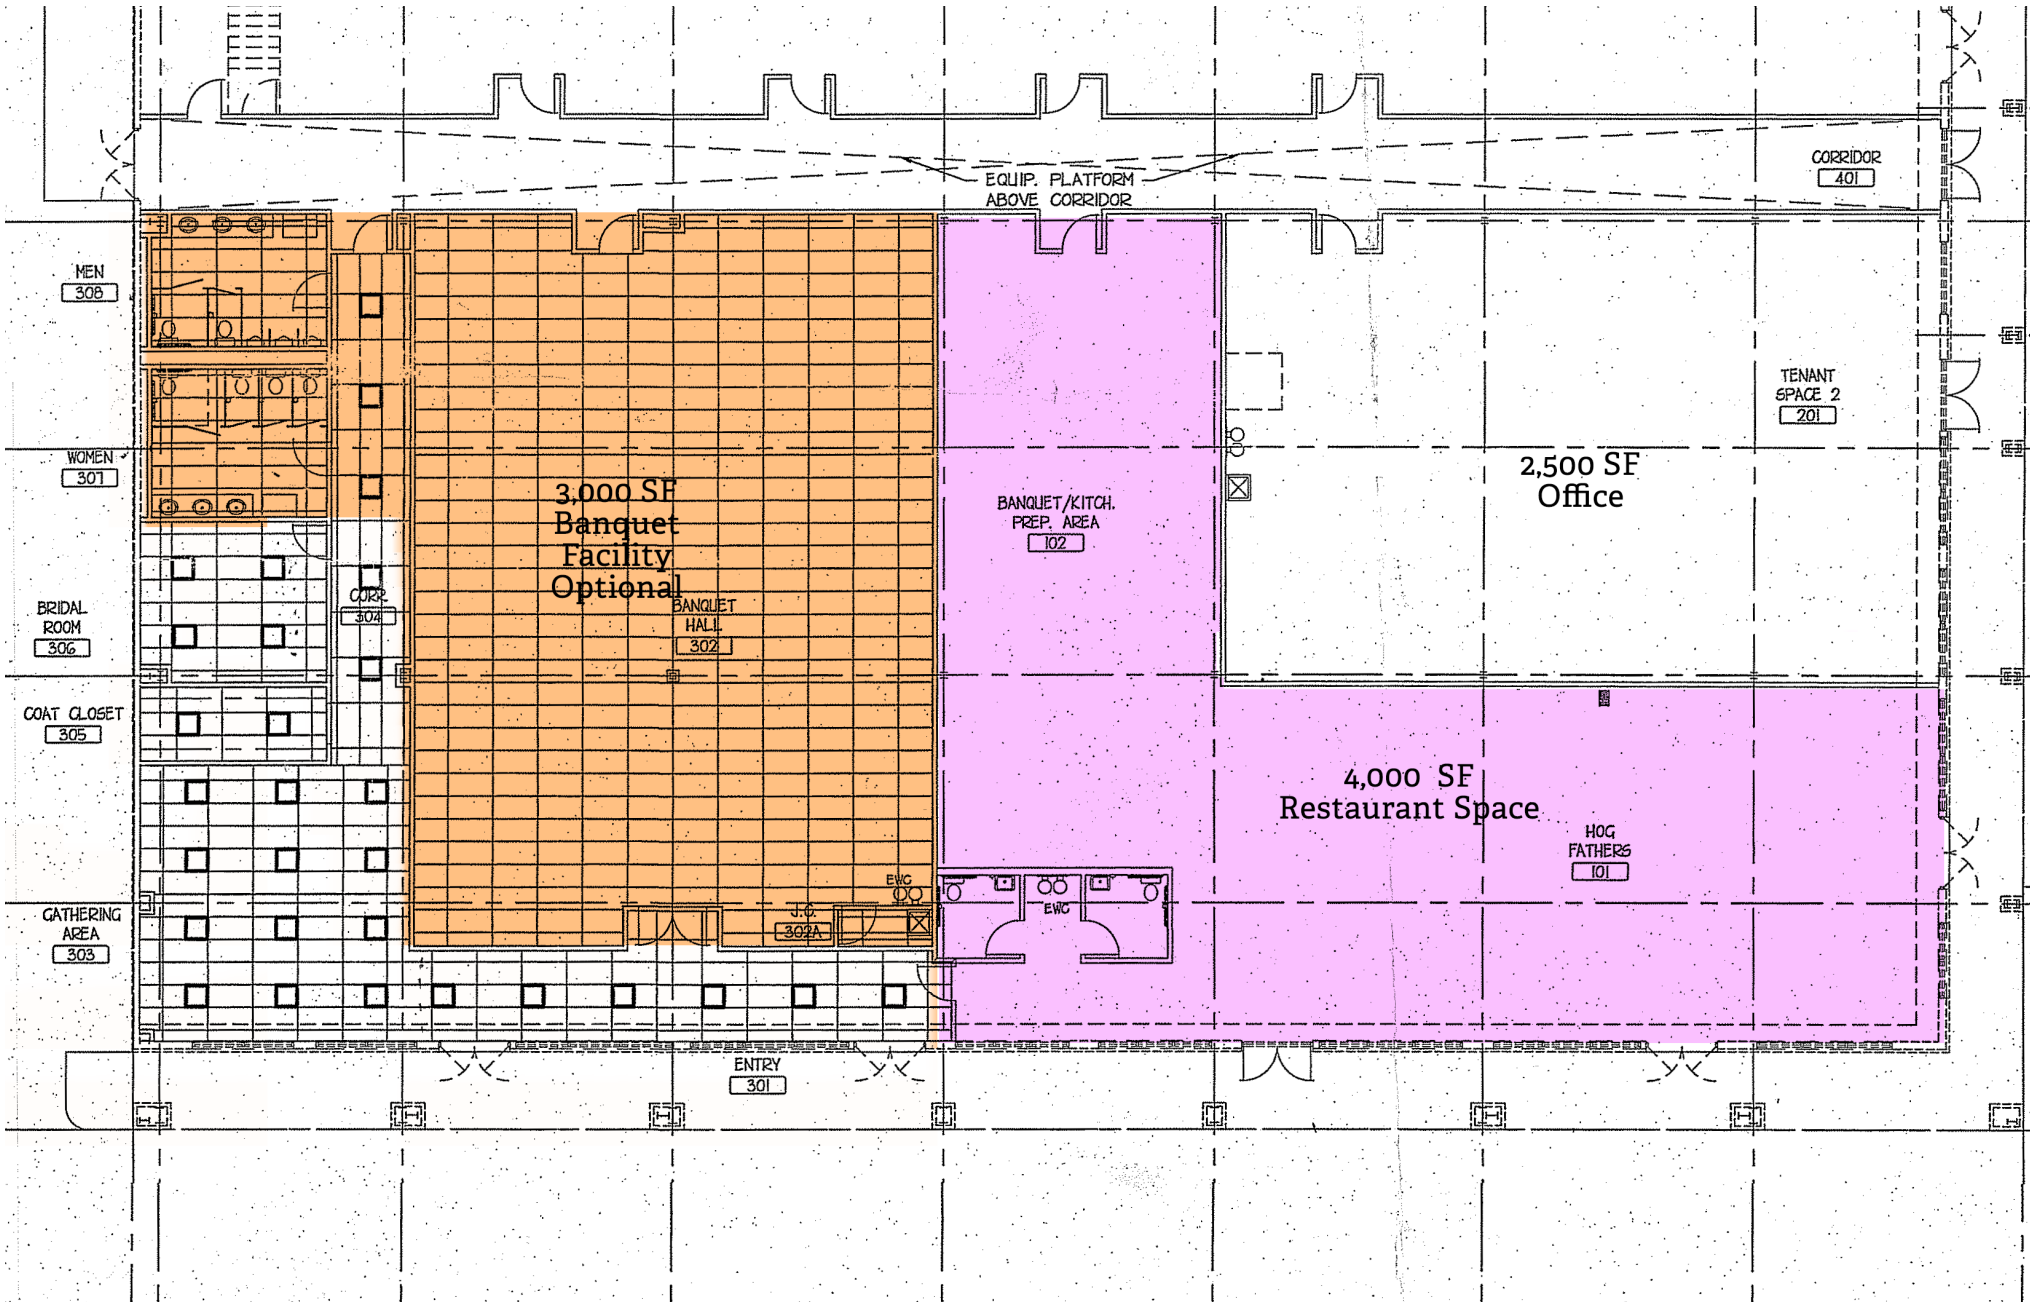 CORRIDOR
401
EQUIP. PLATFORM
ABOVE CORRIDOR
MEN
308
TENANT
SPACE 2
201
WOMEN
307
2,500 SF
Office
3,000 SF
Banquet
Facility
Optional
BANQUET/KITCH.
PREP. AREA
102
BRIDAL
ROOM
306
CORR.
304
BANQUET
HALL
302
COAT CLOSET
305
4,000 SF
Restaurant Space
HOG
FATHERS
101
EWC
EWC
J.C.
302A
GATHERING
AREA
303
ENTRY
301